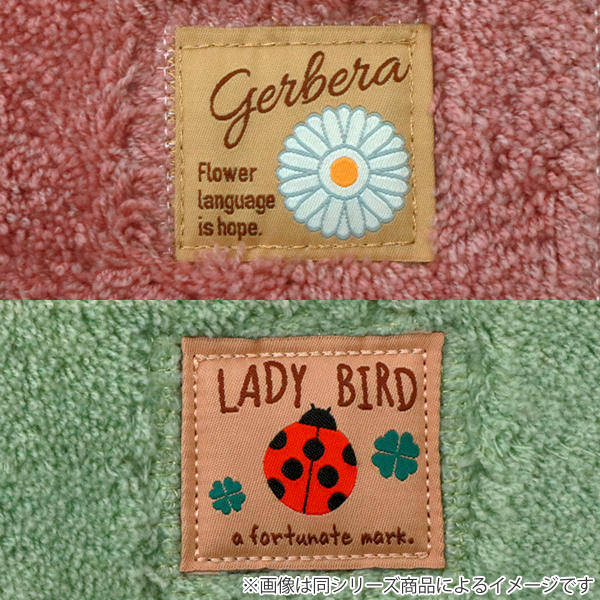 Gerbera
Flower
language
is hope.
LADY BIRD
a fortunate mark.
※画像は同シリーズ商品によるイメージです